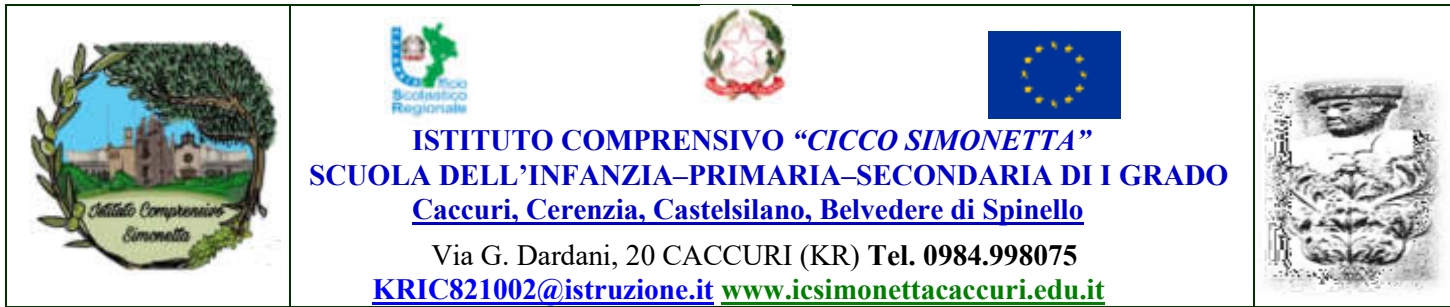 Istituto Comprensivo
Simonetta
Ufficio
Scolastico
Regionale
ISTITUTO COMPRENSIVO “CICCO SIMONETTA”
SCUOLA DELL’INFANZIA–PRIMARIA–SECONDARIA DI I GRADO
Caccuri, Cerenzia, Castelsilano, Belvedere di Spinello
Via G. Dardani, 20 CACCURI (KR) Tel. 0984.998075
KRIC821002@istruzione.it www.icsimonettacaccuri.edu.it